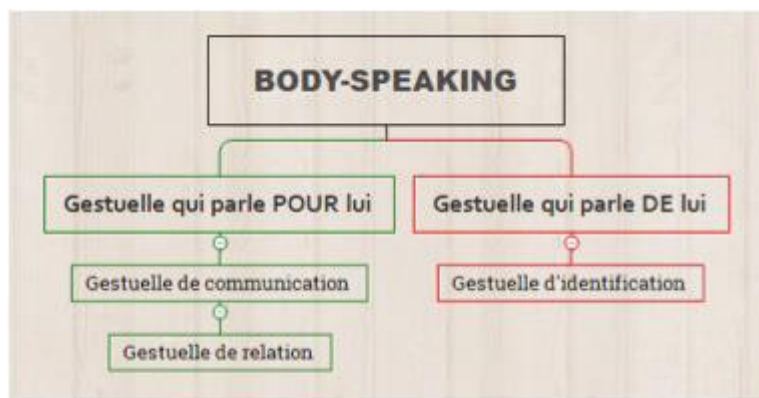 BODY-SPEAKING
Gestuelle qui parle POUR lui
Gestuelle qui parle DE lui
Gestuelle de communication
Gestuelle d'identification
Gestuelle de relation